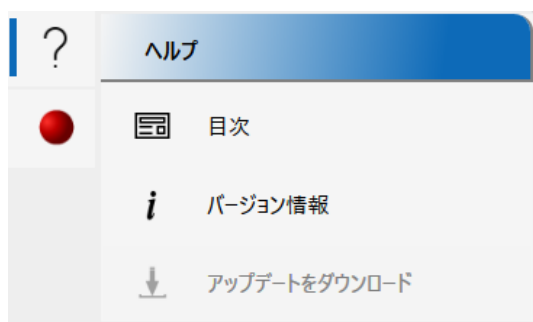 ?
ヘルプ
目次
i
バージョン情報
アップデートをダウンロード